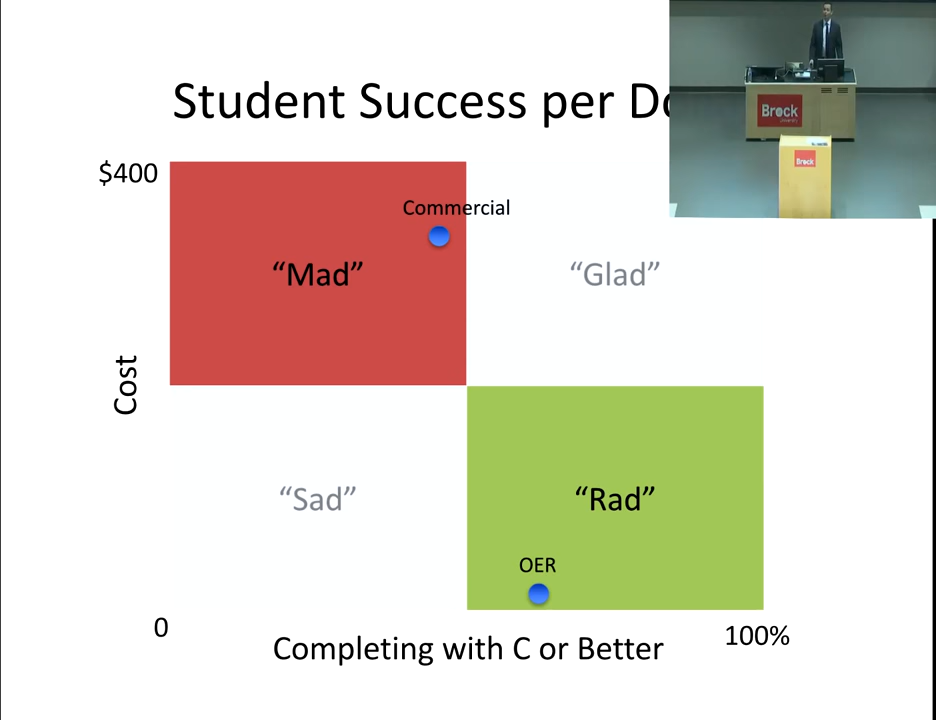 Student Success per
$400
Commercial
“Mad”
“Glad”
Cost
“Sad”
“Rad”
OER
0
100%
Completing with C or Better
Brock
Brock